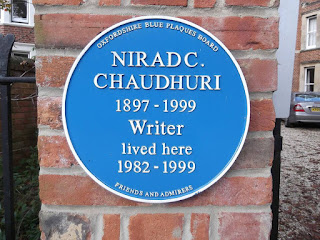 OXFORDSHIRE BLUE PLAQUES BOARD
NIRAD C.
CHAUDHURI
1897 - 1999
Writer
lived here
1982 - 1999
FRIENDS AND ADMIRERS